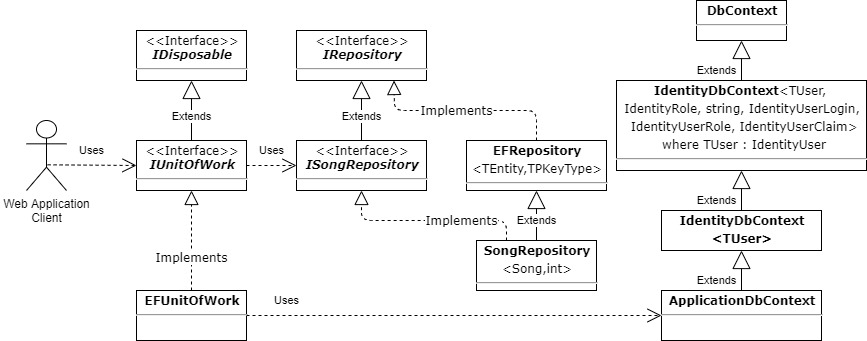 DbContext
<<Interface>>
IDisposable
<<Interface>>
IRepository
Extends
IdentityDbContext<TUser,
IdentityRole, string, IdentityUserLogin,
IdentityUserRole, IdentityUserClaim>
where TUser : IdentityUser
Implements
Extends
Extends
Uses
<<Interface>>
IUnitOfWork
Uses
<<Interface>>
ISongRepository
EFRepository
<TEntity,TPKeyType>
Web Application
Client
Extends
Implements
Extends
IdentityDbContext
<TUser>
SongRepository
<Song,int>
Implements
Extends
EFUnitOfWork
Uses
ApplicationDbContext